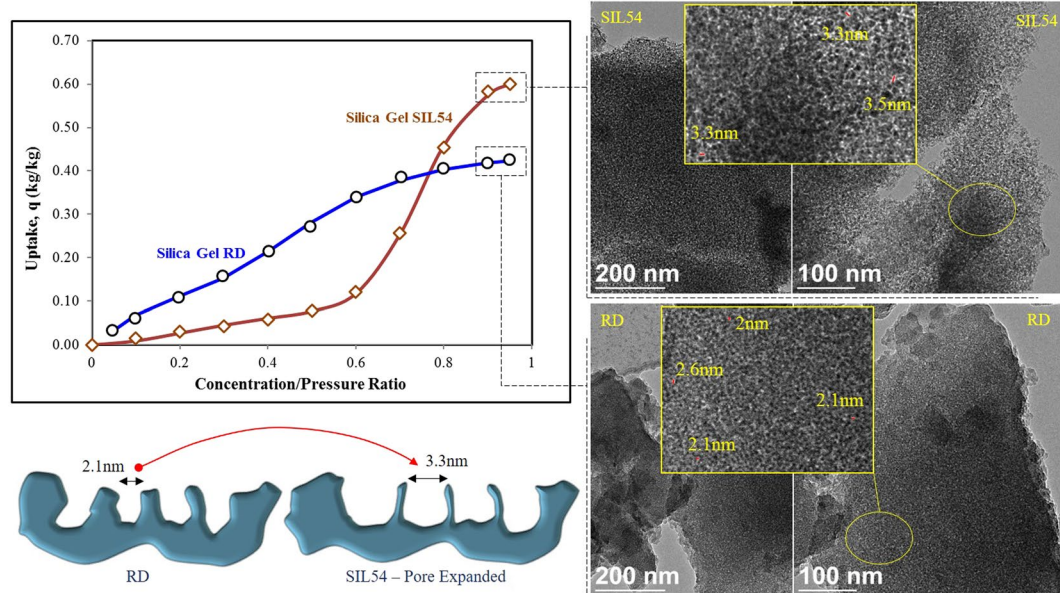 0.70
0.60
0.50
0.40
0.30
0.20
0.10
0.00
Uptake, q (kg/kg)
Silica Gel SIL54
Silica Gel RD
0
0.2
0.4
0.6
0.8
1
Concentration/Pressure Ratio
2.1nm
3.3nm
RD
SIL54 – Pore Expanded
SIL54
SIL54
3.3nm
3.5nm
3.3nm
200 nm
100 nm
RD
RD
2nm
2.6nm
2.1nm
2.1nm
200 nm
100 nm